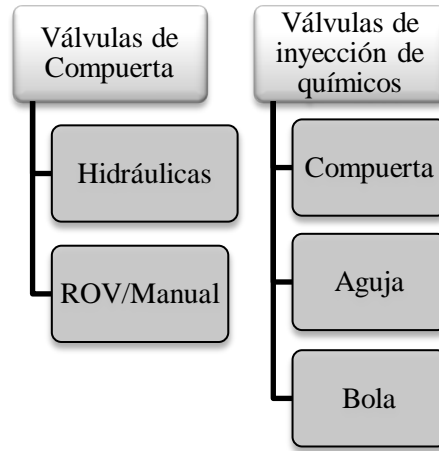 Válvulas de
Compuerta
Hidráulicas
ROV/Manual
Válvulas de
inyección de
químicos
Compuerta
Aguja
Bola